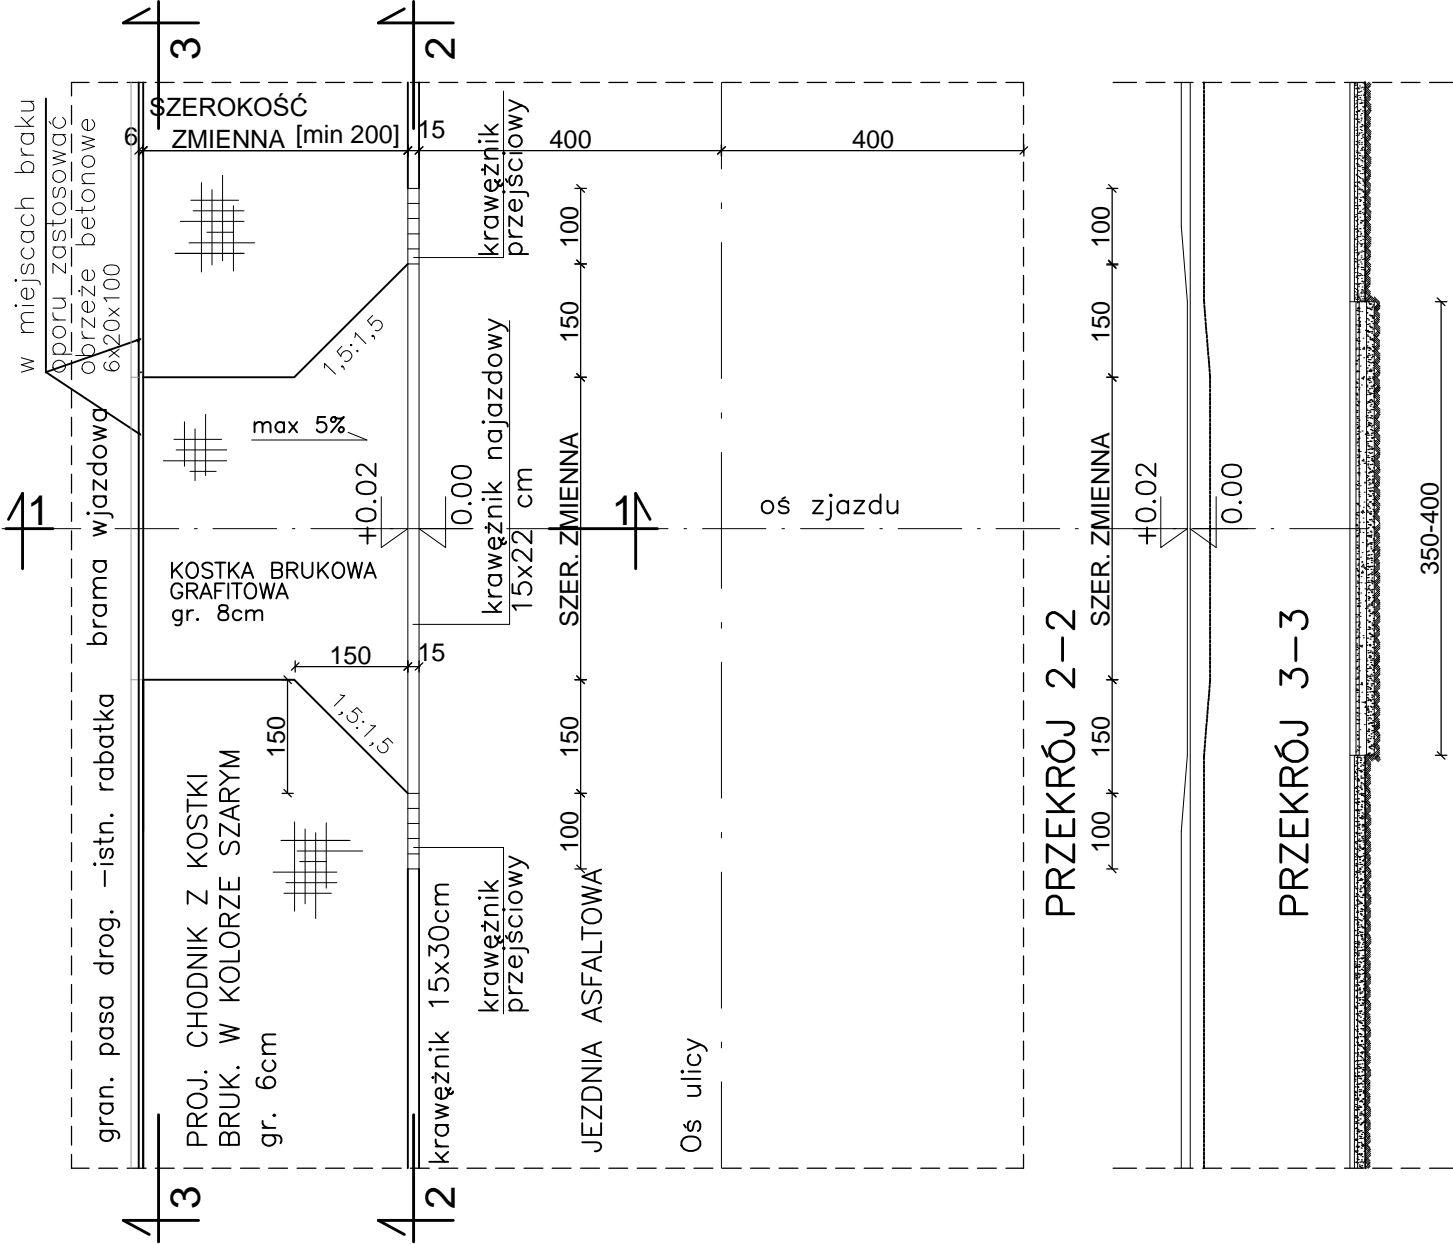 3
2
SZEROKOŚĆ
ZMIENNA [min 200]
6
15
400
400
w miejscach braku
oporu zastosować
obrzeże betonowe
6x20x100
krawężnik
przejściowy
100
150
1,5:1,5
max 5%
brama wjazdowa
krawężnik najazdowy
15x22 cm
SZER. ZMIENNA
+0.02
0.00
1
1
oś zjazdu
KOSTKA BRUKOWA
GRAFITOWA
gr. 8cm
150
15
150
1,5:1,5
150
100
gran. pasa drog. –istn. rabatka
PROJ. CHODNIK Z KOSTKI
BRUK. W KOLORZE SZARYM
gr. 6cm
krawężnik 15x30cm
krawężnik
przejściowy
JEZDNIA ASFALTOWA
Oś ulicy
3
2
PRZEKRÓJ 2–2
100
150
SZER. ZMIENNA
150
100
+0.02
0.00
PRZEKRÓJ 3–3
350-400